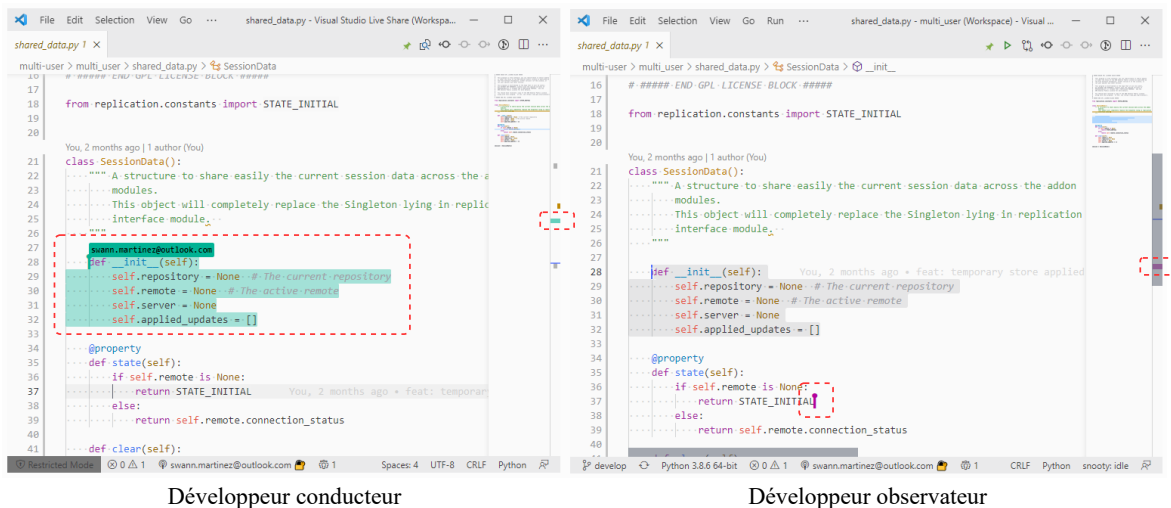 File Edit Selection View Go ··· shared_data.py - Visual Studio Live Share (Workspa...
shared_data.py 1
multi-user > multi_user > shared_data.py > SessionData
16 # ##### END GPL LICENSE BLOCK #####
17
18 from replication.constants import STATE_INITIAL
19
20
You, 2 months ago | 1 author (You)
21 class SessionData():
22 """ A structure to share easily the current session data across the a
23 modules.
24 This object will completely replace the Singleton lying in replic
25 interface module.
26 """
27 swann.martinez@outlook.com
28 def __init__(self):
29 self.repository = None # The current repository
30 self.remote = None # The active remote
31 self.server = None
32 self.applied_updates = []
33
34 @property
35 def state(self):
36 if self.remote is None:
37 return STATE_INITIAL You, 2 months ago • feat: temporar
38 else:
39 return self.remote.connection_status
40
41 def clear(self):
Restricted Mode 0 1 swann.martinez@outlook.com 1 Spaces: 4 UTF-8 CRLF Python
Développeur conducteur
File Edit Selection View Go Run ··· shared_data.py - multi_user (Workspace) - Visual ...
shared_data.py 1
multi-user > multi_user > shared_data.py > SessionData > __init__
16 # ##### END GPL LICENSE BLOCK #####
17
18 from replication.constants import STATE_INITIAL
19
20
You, 2 months ago | 1 author (You)
21 class SessionData():
22 """ A structure to share easily the current session data across the addon
23 modules.
24 This object will completely replace the Singleton lying in replication
25 interface module.
26 """
27
28 def __init__(self): You, 2 months ago • feat: temporary store applied
29 self.repository = None # The current repository
30 self.remote = None # The active remote
31 self.server = None
32 self.applied_updates = []
33
34 @property
35 def state(self):
36 if self.remote is None:
37 return STATE_INITIAL
38 else:
39 return self.remote.connection_status
40
develop Python 3.8.6 64-bit 0 1 swann.martinez@outlook.com 1 CRLF Python snooty: idle
Développeur observateur